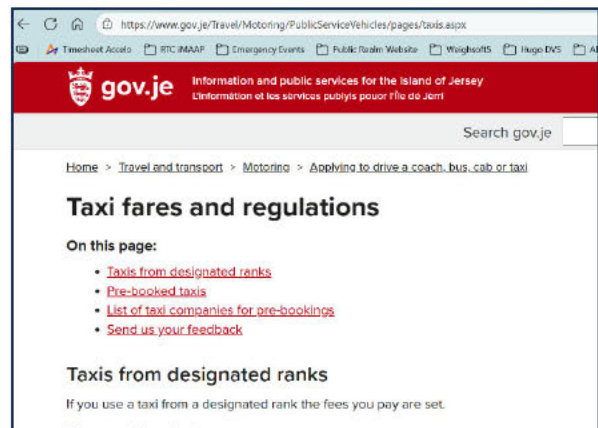 https://www.gov.je/Travel/Motoring/PublicServiceVehicles/pages/taxis.aspx
Timesheet Accelo RTC iMAAP Emergency Events Public Realm Website Weighsoft5 Hugo DVS
gov.je
Information and public services for the Island of Jersey
L'înformâtion et les sèrvices publyis pouor I'Île dé Jèrri
Search gov.je
Home > Travel and transport > Motoring > Applying to drive a coach, bus, cab or taxi
Taxi fares and regulations
On this page:
• Taxis from designated ranks
• Pre-booked taxis
• List of taxi companies for pre-bookings
• Send us your feedback
Taxis from designated ranks
If you use a taxi from a designated rank the fees you pay are set.